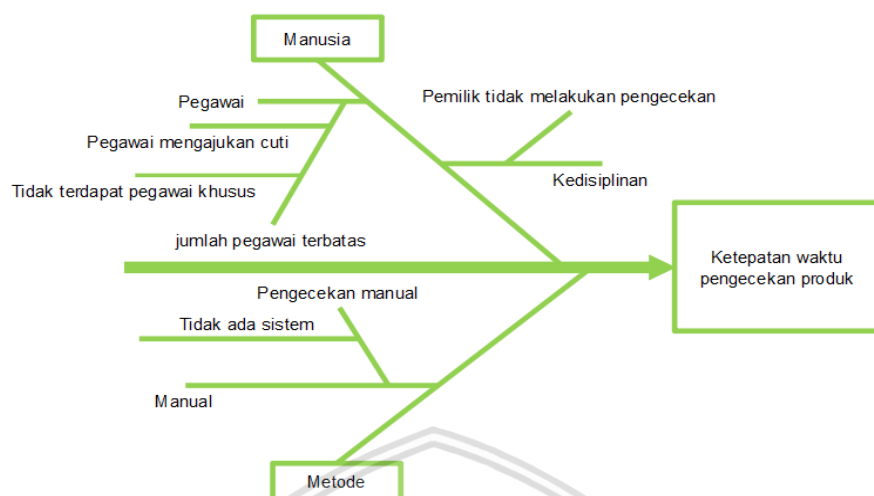 Manusia
Pegawai
Pemilik tidak melakukan pengecekan
Pegawai mengajukan cuti
Kedisiplinan
Tidak terdapat pegawai khusus
jumlah pegawai terbatas
Ketepatan waktu
pengecekan produk
Pengecekan manual
Tidak ada sistem
Manual
Metode